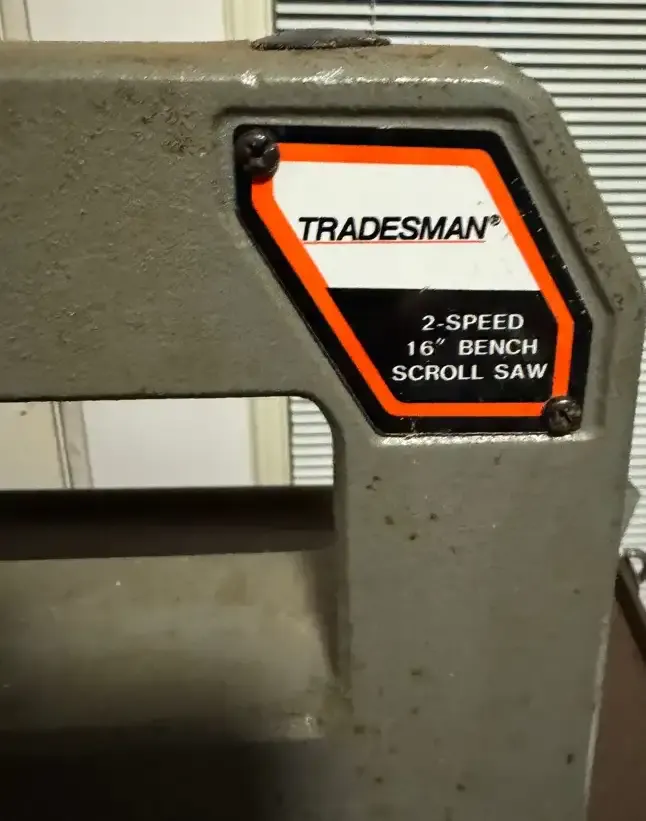 TRADESMAN®
2-SPEED
16" BENCH
SCROLL SAW